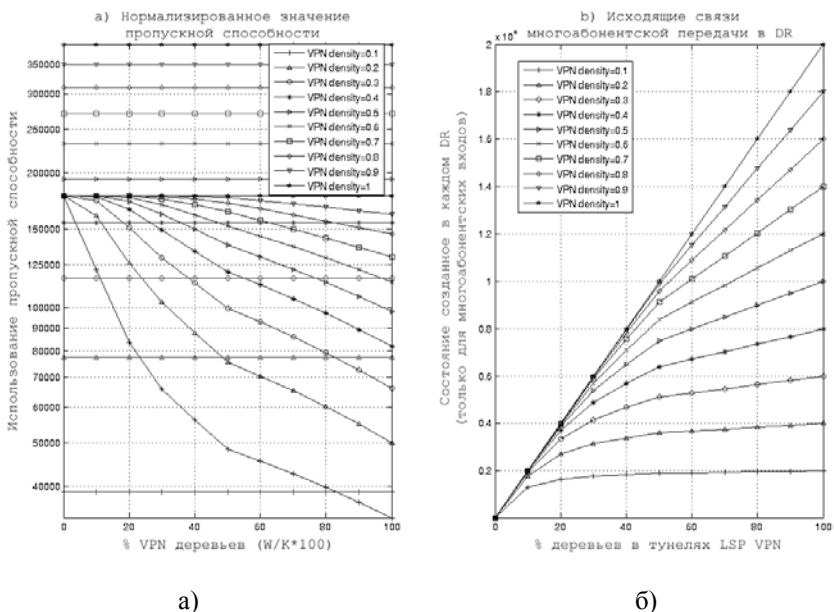 а) Нормализированное значение
пропускной способности
Использование пропускной способности
350000
300000
250000
200000
150000
125000
100000
90000
80000
70000
60000
50000
40000
0 20 40 60 80 100
% VPN деревьев (W/K*100)
VPN density=0.1
VPN density=0.2
VPN density=0.3
VPN density=0.4
VPN density=0.5
VPN density=0.6
VPN density=0.7
VPN density=0.8
VPN density=0.9
VPN density=1
b) Исходящие связи
многоабонентской передачи в DR
Состояние созданное в каждом DR
(только для многоабонентских входов)
2 x 10⁴
1.8
1.6
1.4
1.2
1
0.8
0.6
0.4
0.2
0 20 40 60 80 100
% деревьев в тунелях LSP VPN
VPN density=0.1
VPN density=0.2
VPN density=0.3
VPN density=0.4
VPN density=0.5
VPN density=0.6
VPN density=0.7
VPN density=0.8
VPN density=0.9
VPN density=1
а)
б)